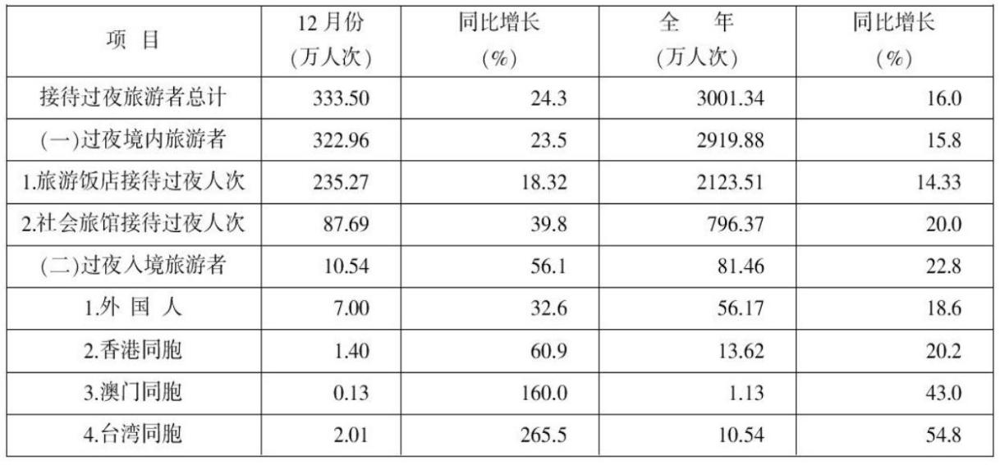 项 目 12月份 (万人次) 同比增长 (%) 全 年 (万人次) 同比增长 (%)
接待过夜旅游者总计 333.50 24.3 3001.34 16.0
(一)过夜境内旅游者 322.96 23.5 2919.88 15.8
1.旅游饭店接待过夜人次 235.27 18.32 2123.51 14.33
2.社会旅馆接待过夜人次 87.69 39.8 796.37 20.0
(二)过夜入境旅游者 10.54 56.1 81.46 22.8
1.外 国 人 7.00 32.6 56.17 18.6
2.香港同胞 1.40 60.9 13.62 20.2
3.澳门同胞 0.13 160.0 1.13 43.0
4.台湾同胞 2.01 265.5 10.54 54.8